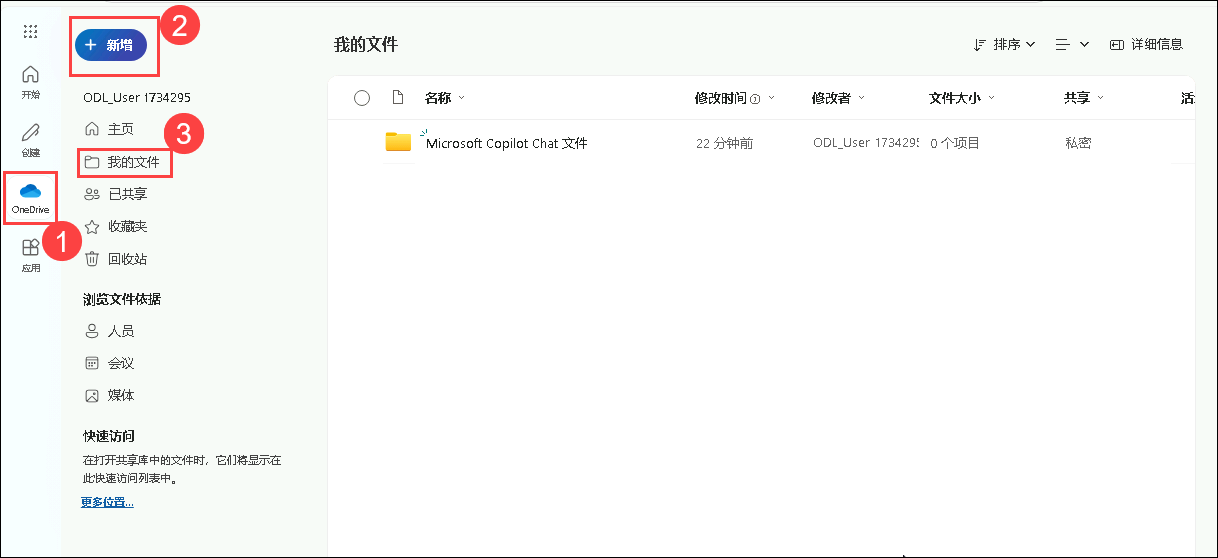 2
+ 新增
我的文件
排序
详细信息
开始
ODL_User 1734295
名称
修改时间
修改者
文件大小
共享
主页
3
创建
Microsoft Copilot Chat 文件
22 分钟前
ODL_User 173429
0 个项目
私密
我的文件
OneDrive
已共享
1
收藏夹
应用
回收站
浏览文件依据
人员
会议
媒体
快速访问
在打开共享库中的文件时，它们将显示在
此快速访问列表中。
更多位置...